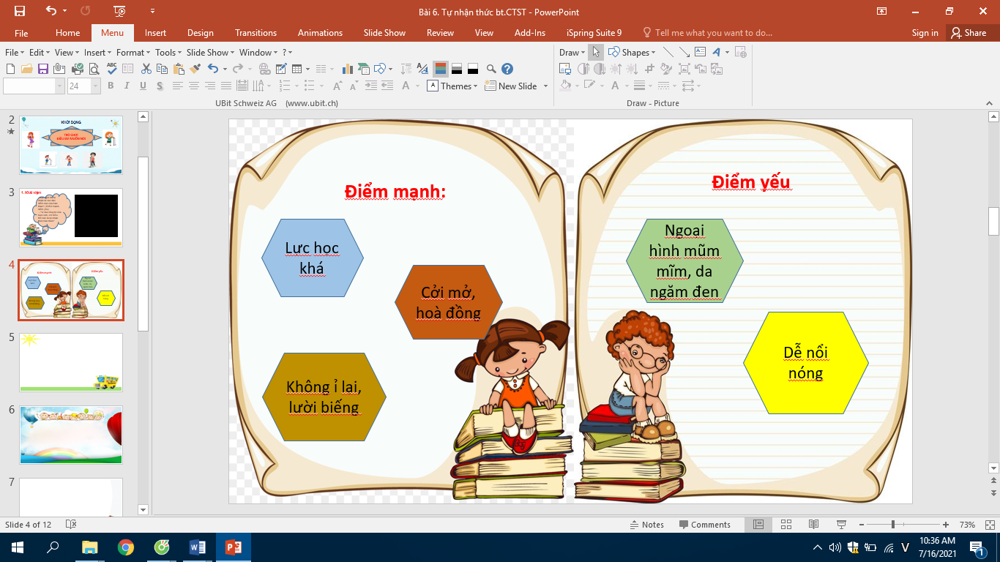 Bài 6. Tự nhận thức bt.CTST - PowerPoint
File Home Menu Insert Design Transitions Animations Slide Show Review View Add-Ins iSpring Suite 9 Tell me what you want to do... Sign in Share
File Edit View Insert Format Tools Slide Show Window ? Draw Shapes
24 Themes New Slide
UBit Schweiz AG (www.ubit.ch) Draw - Picture
2
KHỞI ĐỘNG
3
1. Khái niệm
4
5
6
7
Điểm mạnh:
Lực học
khá
Cởi mở,
hoà đồng
Không ỉ lại,
lười biếng
Điểm yếu
Ngoại
hình mũm
mĩm, da
ngăm đen
Dễ nổi
nóng
Slide 4 of 12 Notes Comments 73%
V 10:36 AM
7/16/2021 1